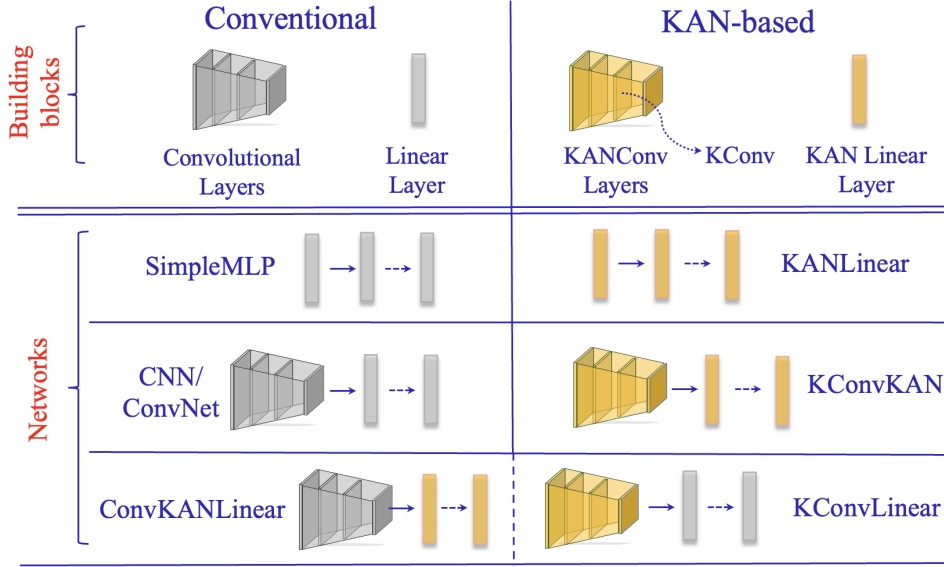 Conventional
KAN-based
Building
blocks
Convolutional
Layers
Linear
Layer
KANConv
Layers
KConv
KAN Linear
Layer
Networks
SimpleMLP
KANLinear
CNN/
ConvNet
KConvKAN
ConvKANLinear
KConvLinear